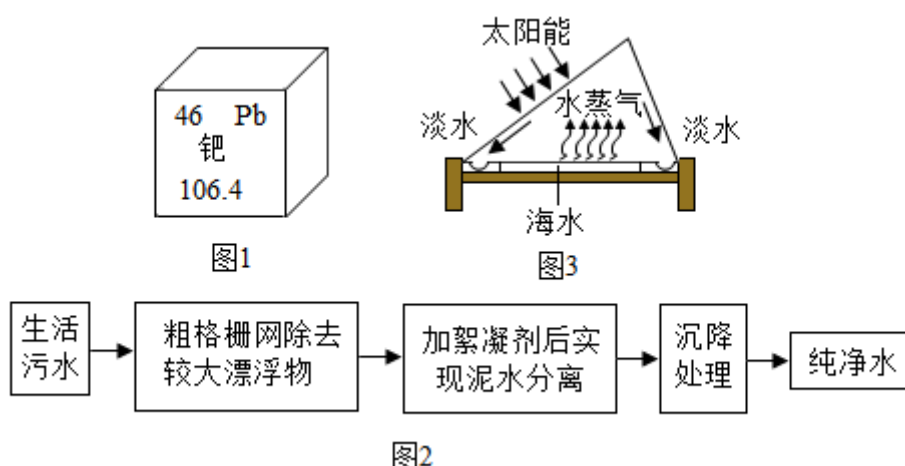 46 Pb
钯
106.4
图1
太阳能
水蒸气
淡水
淡水
海水
图3
生活
污水
粗格栅网除去
较大漂浮物
加絮凝剂后实
现泥水分离
沉降
处理
纯净水
图2